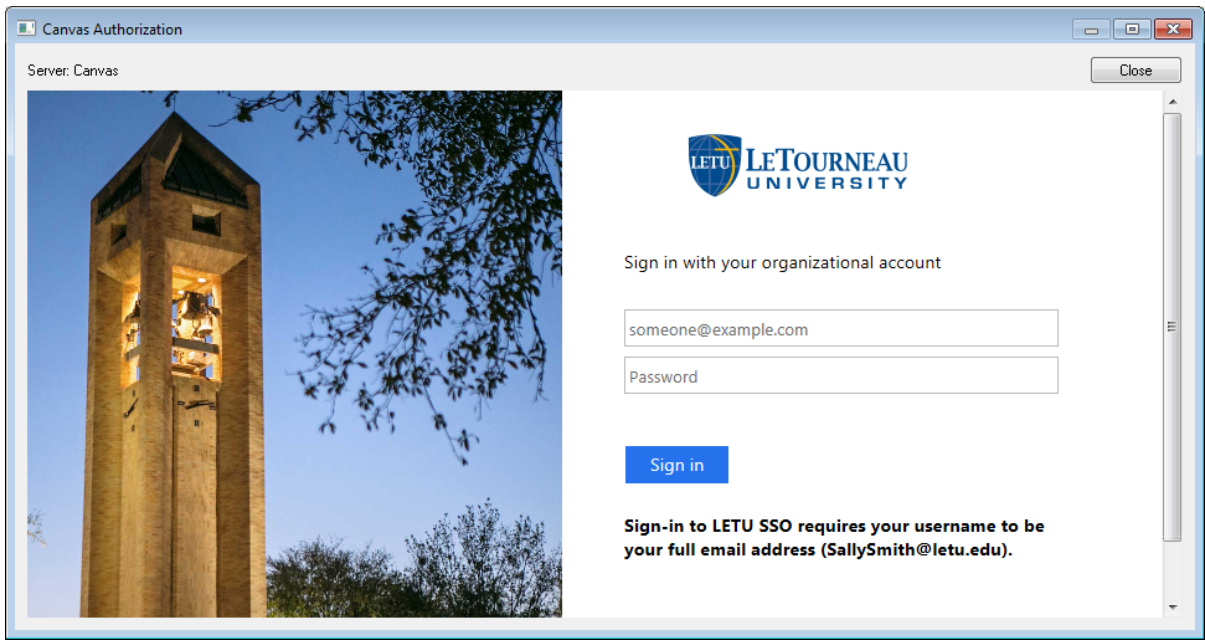 Canvas Authorization
Server: Canvas
Close
LETU
LETOURNEAU
UNIVERSITY
Sign in with your organizational account
someone@example.com
Password
Sign in
Sign-in to LETU SSO requires your username to be
your full email address (SallySmith@letu.edu).